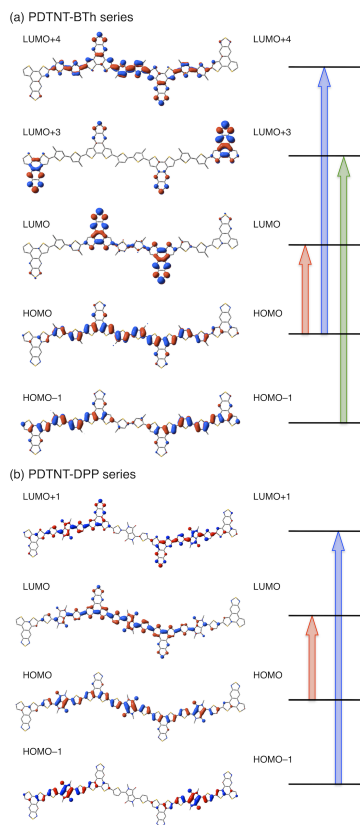 (a) PDTNT-BTh series
LUMO+4 LUMO+4
LUMO+3 LUMO+3
LUMO LUMO
HOMO HOMO
HOMO−1 HOMO−1
(b) PDTNT-DPP series
LUMO+1 LUMO+1
LUMO LUMO
HOMO HOMO
HOMO−1 HOMO−1